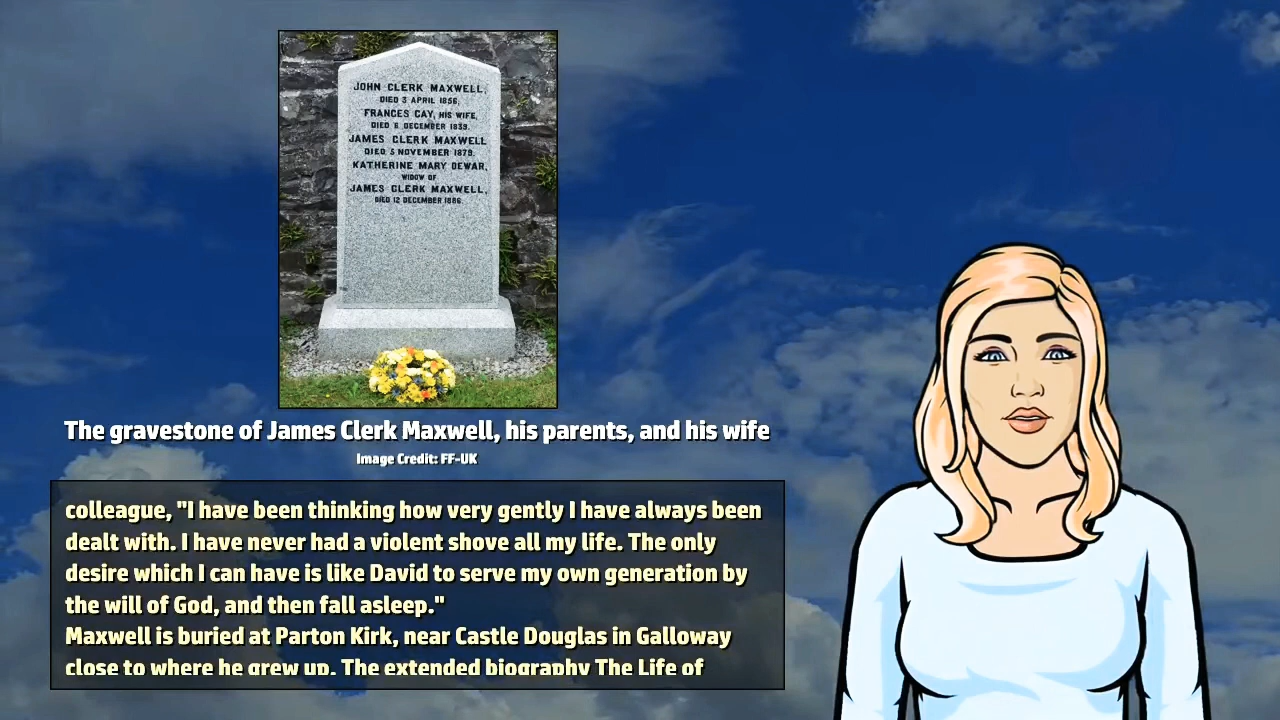 JOHN CLERK MAXWELL,
DIED 3 APRIL 1856,
FRANCES CAY, HIS WIFE,
DIED 6 DECEMBER 1839.
JAMES CLERK MAXWELL
DIED 5 NOVEMBER 1879.
KATHERINE MARY DEWAR,
WIDOW OF
JAMES CLERK MAXWELL,
DIED 12 DECEMBER 1886.
The gravestone of James Clerk Maxwell, his parents, and his wife
Image Credit: FF-UK
colleague, "I have been thinking how very gently I have always been
dealt with. I have never had a violent shove all my life. The only
desire which I can have is like David to serve my own generation by
the will of God, and then fall asleep."
Maxwell is buried at Parton Kirk, near Castle Douglas in Galloway
close to where he grew up. The extended biography The Life of